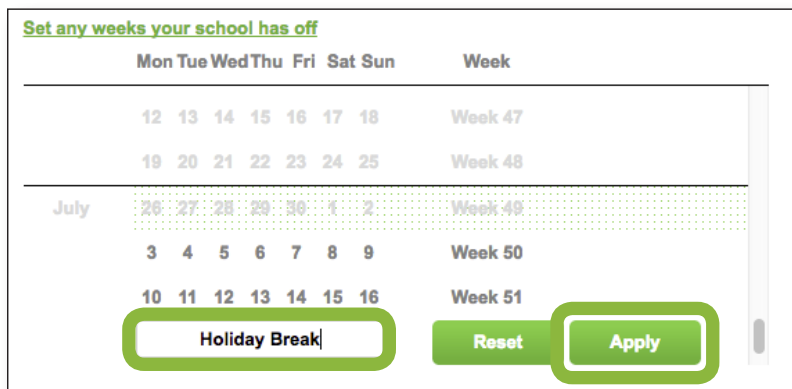 Set any weeks your school has off
Mon Tue Wed Thu Fri Sat Sun Week
12 13 14 15 16 17 18 Week 47
19 20 21 22 23 24 25 Week 48
July 26 27 28 29 30 1 2 Week 49
3 4 5 6 7 8 9 Week 50
10 11 12 13 14 15 16 Week 51
Holiday Break Reset Apply